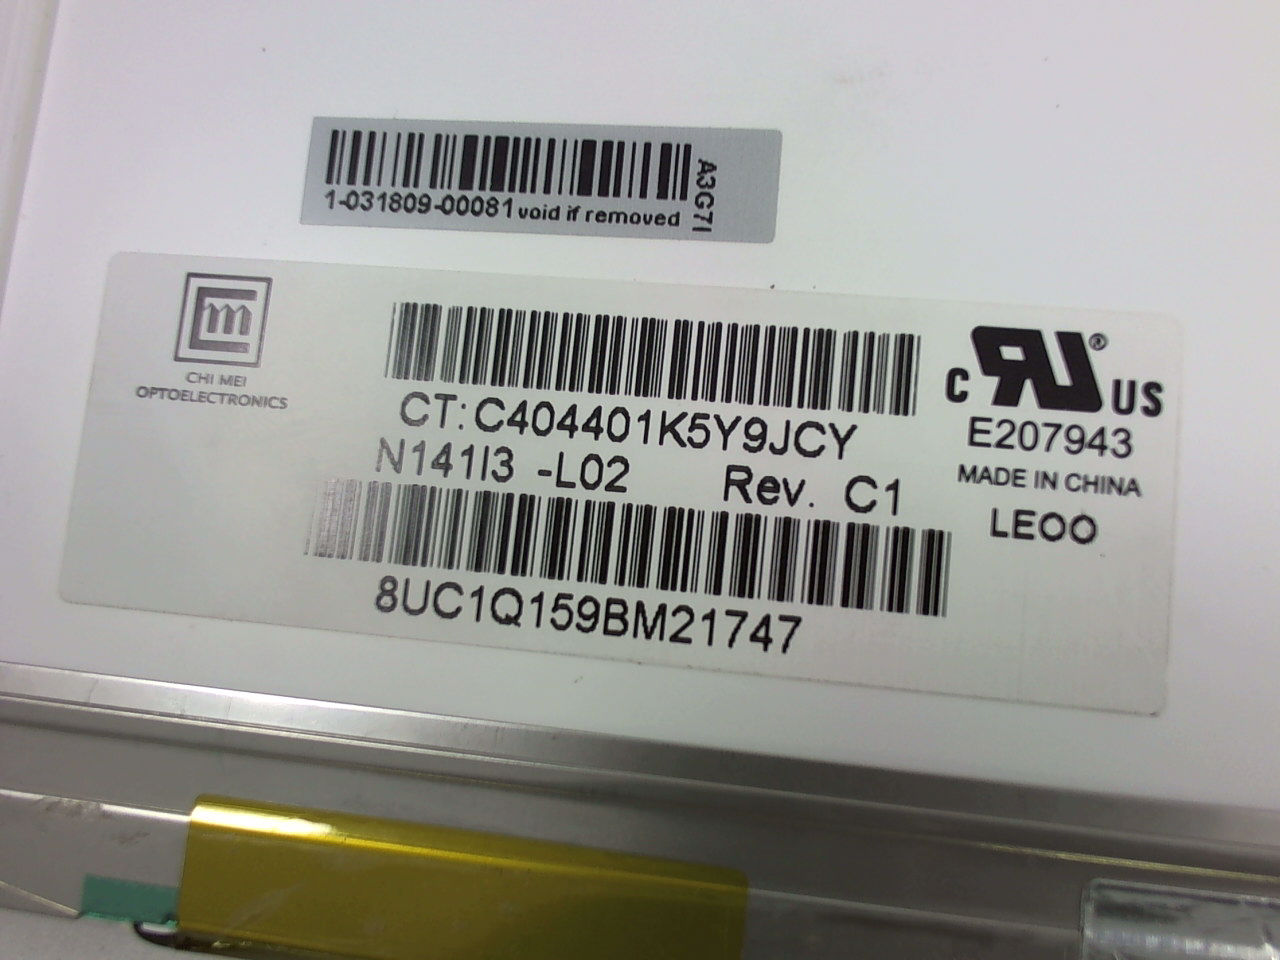 1-031809-00081 void if removed
A3G7I
CHI MEI
OPTOELECTRONICS
CT:C404401K5Y9JCY
N141I3 -L02 Rev. C1
8UC1Q159BM21747
C RU® US
E207943
MADE IN CHINA
LEOO